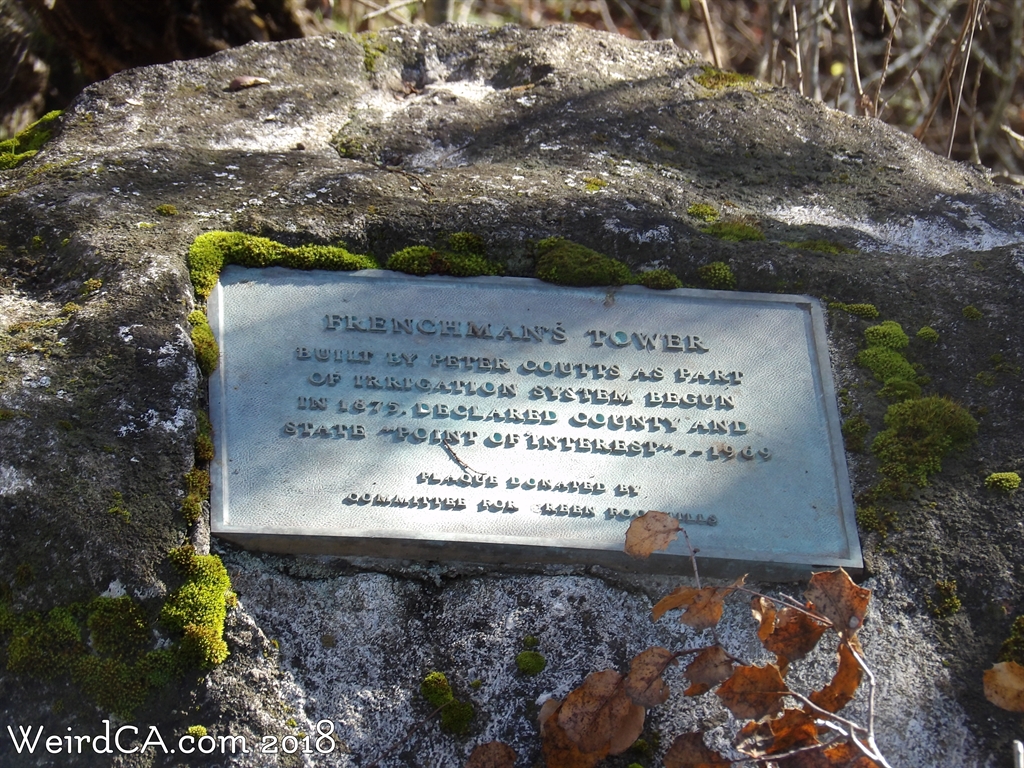 FRENCHMAN'S TOWER
BUILT BY PETER COUTTS AS PART
OF IRRIGATION SYSTEM BEGUN
IN 1875. DECLARED COUNTY AND
STATE "POINT OF INTEREST"--1969
PLAQUE DONATED BY
COMMITTEE FOR GREEN FOOTHILLS
WeirdCA.com 2018